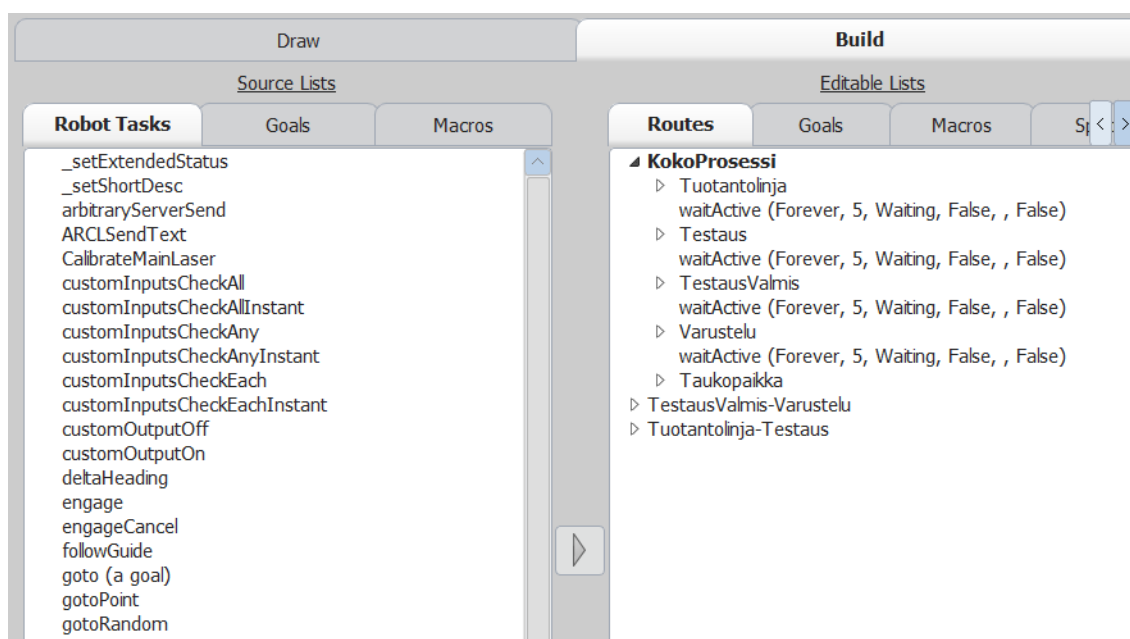 Draw
Build
Source Lists
Editable Lists
Robot Tasks
Goals
Macros
Routes
Goals
Macros
_setExtendedStatus
_setShortDesc
arbitraryServerSend
ARCLSendText
CalibrateMainLaser
customInputsCheckAll
customInputsCheckAllInstant
customInputsCheckAny
customInputsCheckAnyInstant
customInputsCheckEach
customInputsCheckEachInstant
customOutputOff
customOutputOn
deltaHeading
engage
engageCancel
followGuide
goto (a goal)
gotoPoint
gotoRandom
KokoProsessi
Tuotantolinja
waitActive (Forever, 5, Waiting, False, , False)
Testaus
waitActive (Forever, 5, Waiting, False, , False)
TestausValmis
waitActive (Forever, 5, Waiting, False, , False)
Varustelu
waitActive (Forever, 5, Waiting, False, , False)
Taukopaikka
TestausValmis-Varustelu
Tuotantolinja-Testaus